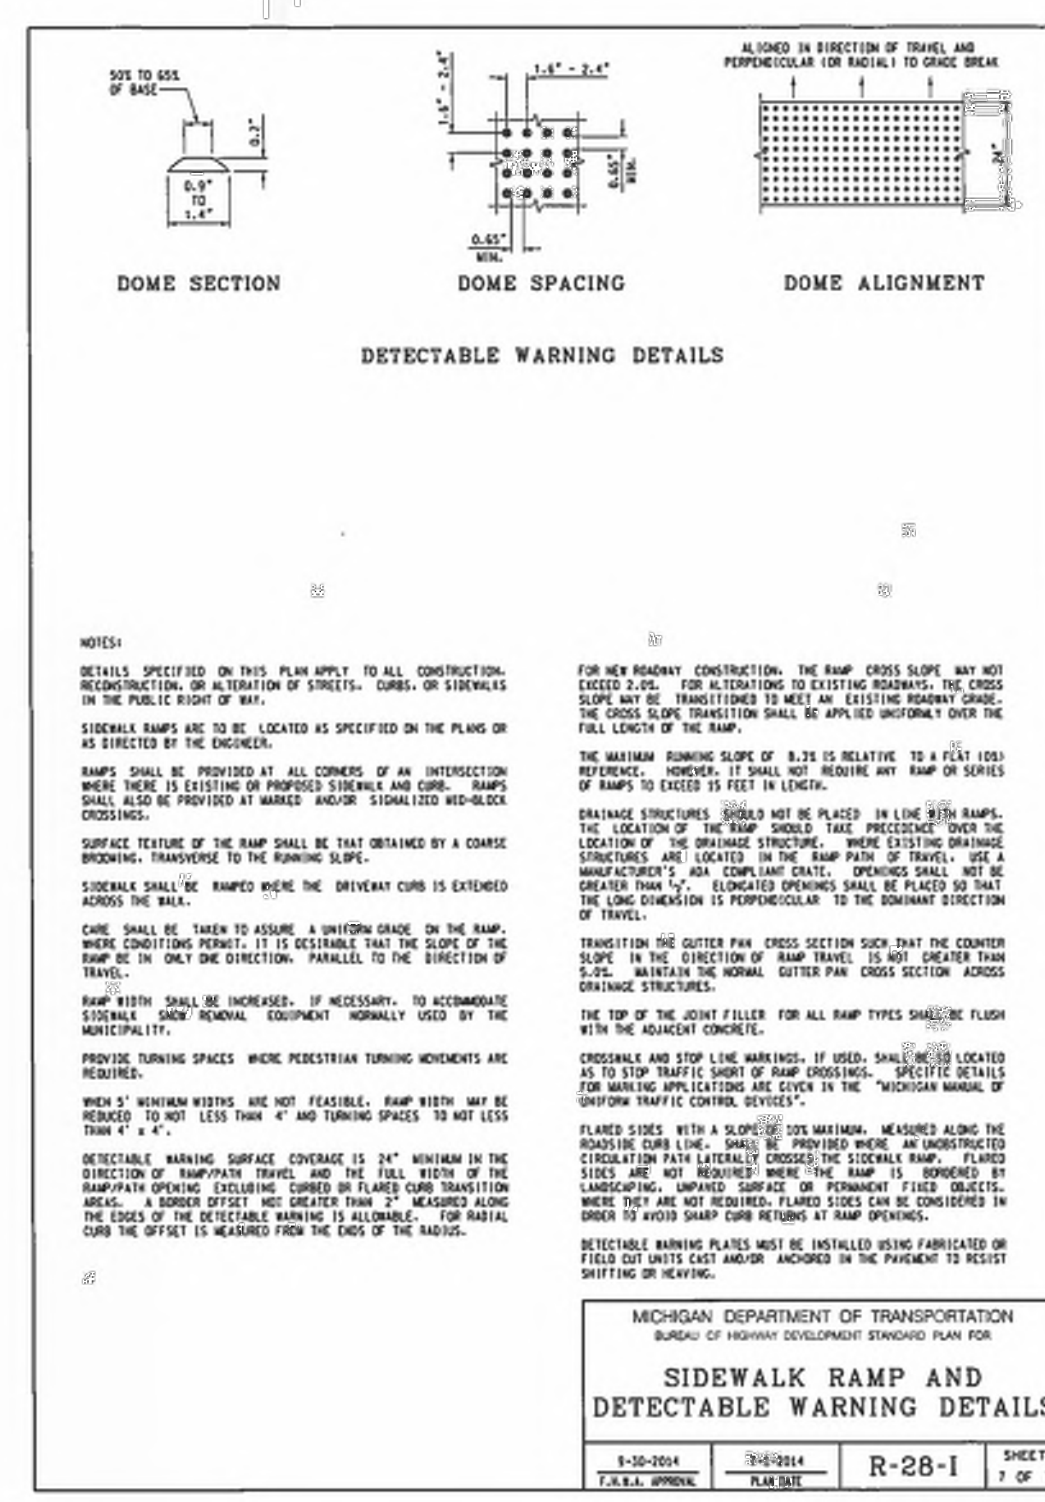 50% TO 65%
OF BASE
0.2"
0.9"
TO
1.4"
DOME SECTION
1.6" - 2.4"
1.6" - 2.4"
0.65"
MIN.
0.65"
MIN.
DOME SPACING
ALIGNED IN DIRECTION OF TRAVEL AND
PERPENDICULAR (OR RADIAL) TO GRADE BREAK
24"
DOME ALIGNMENT
DETECTABLE WARNING DETAILS
NOTES:
DETAILS SPECIFIED ON THIS PLAN APPLY TO ALL CONSTRUCTION,
RECONSTRUCTION, OR ALTERATION OF STREETS, CURBS, OR SIDEWALKS
IN THE PUBLIC RIGHT OF WAY.
SIDEWALK RAMPS ARE TO BE LOCATED AS SPECIFIED ON THE PLANS OR
AS DIRECTED BY THE ENGINEER.
RAMPS SHALL BE PROVIDED AT ALL CORNERS OF AN INTERSECTION
WHERE THERE IS EXISTING OR PROPOSED SIDEWALK AND CURB. RAMPS
SHALL ALSO BE PROVIDED AT MARKED AND/OR SIGNALIZED MID-BLOCK
CROSSINGS.
SURFACE TEXTURE OF THE RAMP SHALL BE THAT OBTAINED BY A COARSE
BROOMING, TRANSVERSE TO THE RUNNING SLOPE.
SIDEWALK SHALL BE RAMPED WHERE THE DRIVEWAY CURB IS EXTENDED
ACROSS THE WALK.
CARE SHALL BE TAKEN TO ASSURE A UNIFORM GRADE ON THE RAMP.
WHERE CONDITIONS PERMIT, IT IS DESIRABLE THAT THE SLOPE OF THE
RAMP BE IN ONLY ONE DIRECTION, PARALLEL TO THE DIRECTION OF
TRAVEL.
RAMP WIDTH SHALL BE INCREASED, IF NECESSARY, TO ACCOMMODATE
SIDEWALK SNOW REMOVAL EQUIPMENT NORMALLY USED BY THE
MUNICIPALITY.
PROVIDE TURNING SPACES WHERE PEDESTRIAN TURNING MOVEMENTS ARE
REQUIRED.
WHEN 5' MINIMUM WIDTHS ARE NOT FEASIBLE, RAMP WIDTH MAY BE
REDUCED TO NOT LESS THAN 4' AND TURNING SPACES TO NOT LESS
THAN 4' x 4'.
DETECTABLE WARNING SURFACE COVERAGE IS 24" MINIMUM IN THE
DIRECTION OF RAMP/PATH TRAVEL AND THE FULL WIDTH OF THE
RAMP/PATH OPENING EXCLUDING CURBED OR FLARED CURB TRANSITION
AREAS. A BORDER OFFSET NOT GREATER THAN 2" MEASURED ALONG
THE EDGES OF THE DETECTABLE WARNING IS ALLOWABLE. FOR RADIAL
CURB THE OFFSET IS MEASURED FROM THE ENDS OF THE RADIUS.
FOR NEW ROADWAY CONSTRUCTION, THE RAMP CROSS SLOPE MAY NOT
EXCEED 2.0%. FOR ALTERATIONS TO EXISTING ROADWAYS, THE CROSS
SLOPE MAY BE TRANSITIONED TO MEET AN EXISTING ROADWAY GRADE.
THE CROSS SLOPE TRANSITION SHALL BE APPLIED UNIFORMLY OVER THE
FULL LENGTH OF THE RAMP.
THE MAXIMUM RUNNING SLOPE OF 8.3% IS RELATIVE TO A FLAT (0%)
REFERENCE. HOWEVER, IT SHALL NOT REQUIRE ANY RAMP OR SERIES
OF RAMPS TO EXCEED 15 FEET IN LENGTH.
DRAINAGE STRUCTURES SHOULD NOT BE PLACED IN LINE WITH RAMPS.
THE LOCATION OF THE RAMP SHOULD TAKE PRECEDENCE OVER THE
LOCATION OF THE DRAINAGE STRUCTURE. WHERE EXISTING DRAINAGE
STRUCTURES ARE LOCATED IN THE RAMP PATH OF TRAVEL, USE A
MANUFACTURER'S ADA COMPLIANT GRATE. OPENINGS SHALL NOT BE
GREATER THAN ½". ELONGATED OPENINGS SHALL BE PLACED SO THAT
THE LONG DIMENSION IS PERPENDICULAR TO THE DOMINANT DIRECTION
OF TRAVEL.
TRANSITION THE GUTTER PAN CROSS SECTION SUCH THAT THE COUNTER
SLOPE IN THE DIRECTION OF RAMP TRAVEL IS NOT GREATER THAN
5.0%. MAINTAIN THE NORMAL GUTTER PAN CROSS SECTION ACROSS
DRAINAGE STRUCTURES.
THE TOP OF THE JOINT FILLER FOR ALL RAMP TYPES SHALL BE FLUSH
WITH THE ADJACENT CONCRETE.
CROSSWALK AND STOP LINE MARKINGS, IF USED, SHALL BE SO LOCATED
AS TO STOP TRAFFIC SHORT OF RAMP CROSSINGS. SPECIFIC DETAILS
FOR MARKING APPLICATIONS ARE GIVEN IN THE "MICHIGAN MANUAL OF
UNIFORM TRAFFIC CONTROL DEVICES".
FLARED SIDES WITH A SLOPE OF 10% MAXIMUM, MEASURED ALONG THE
ROADSIDE CURB LINE, SHALL BE PROVIDED WHERE AN UNOBSTRUCTED
CIRCULATION PATH LATERALLY CROSSES THE SIDEWALK RAMP. FLARED
SIDES ARE NOT REQUIRED WHERE THE RAMP IS BORDERED BY
LANDSCAPING, UNPAVED SURFACE OR PERMANENT FIXED OBJECTS.
WHERE THEY ARE NOT REQUIRED, FLARED SIDES CAN BE CONSIDERED IN
ORDER TO AVOID SHARP CURB RETURNS AT RAMP OPENINGS.
DETECTABLE WARNING PLATES MUST BE INSTALLED USING FABRICATED OR
FIELD CUT UNITS CAST AND/OR ANCHORED IN THE PAVEMENT TO RESIST
SHIFTING OR HEAVING.
MICHIGAN DEPARTMENT OF TRANSPORTATION
BUREAU OF HIGHWAY DEVELOPMENT STANDARD PLAN FOR
SIDEWALK RAMP AND
DETECTABLE WARNING DETAILS
9-30-2014
F.H.W.A. APPROVAL
PLAN DATE
R-28-I
SHEET
7 OF